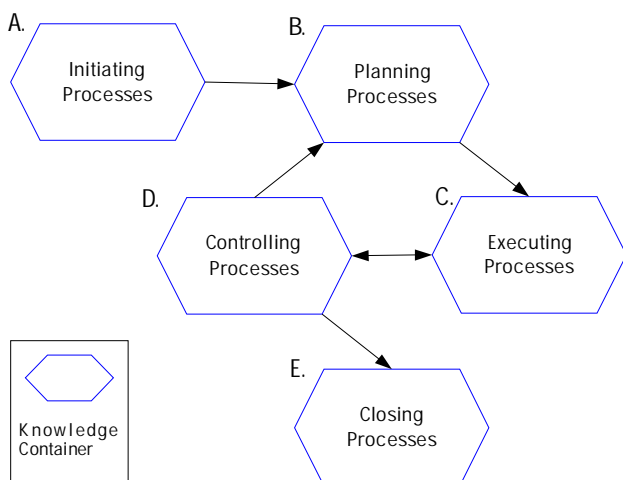 A.
Initiating
Processes
B.
Planning
Processes
D.
Controlling
Processes
C.
Executing
Processes
E.
Closing
Processes
Knowledge
Container